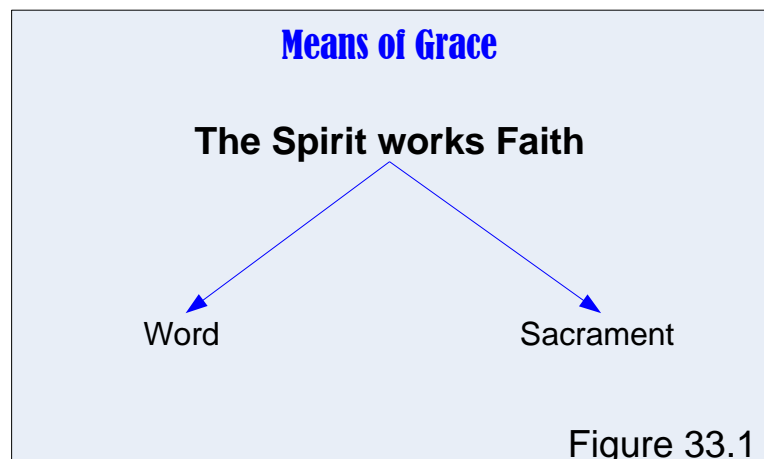 Means of Grace
The Spirit works Faith
Word Sacrament
Figure 33.1